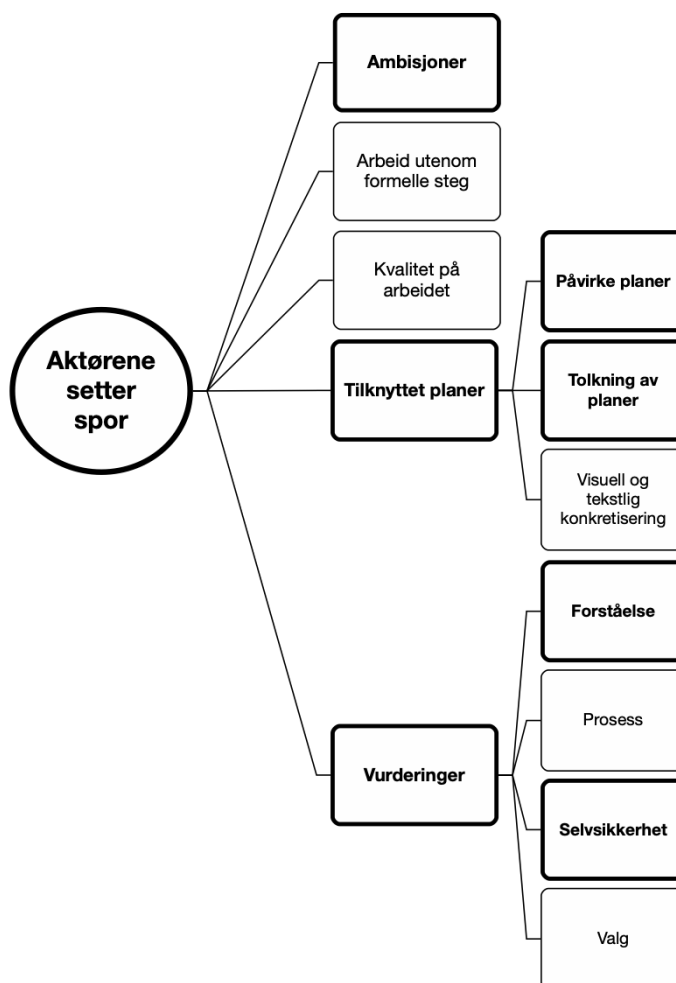 Ambisjoner
Arbeid utenom
formelle steg
Kvalitet på
arbeidet
Aktørene
setter
spor
Tilknyttet planer
Påvirke planer
Tolkning av
planer
Visuell og
tekstlig
konkretisering
Vurderinger
Forståelse
Prosess
Selvsikkerhet
Valg